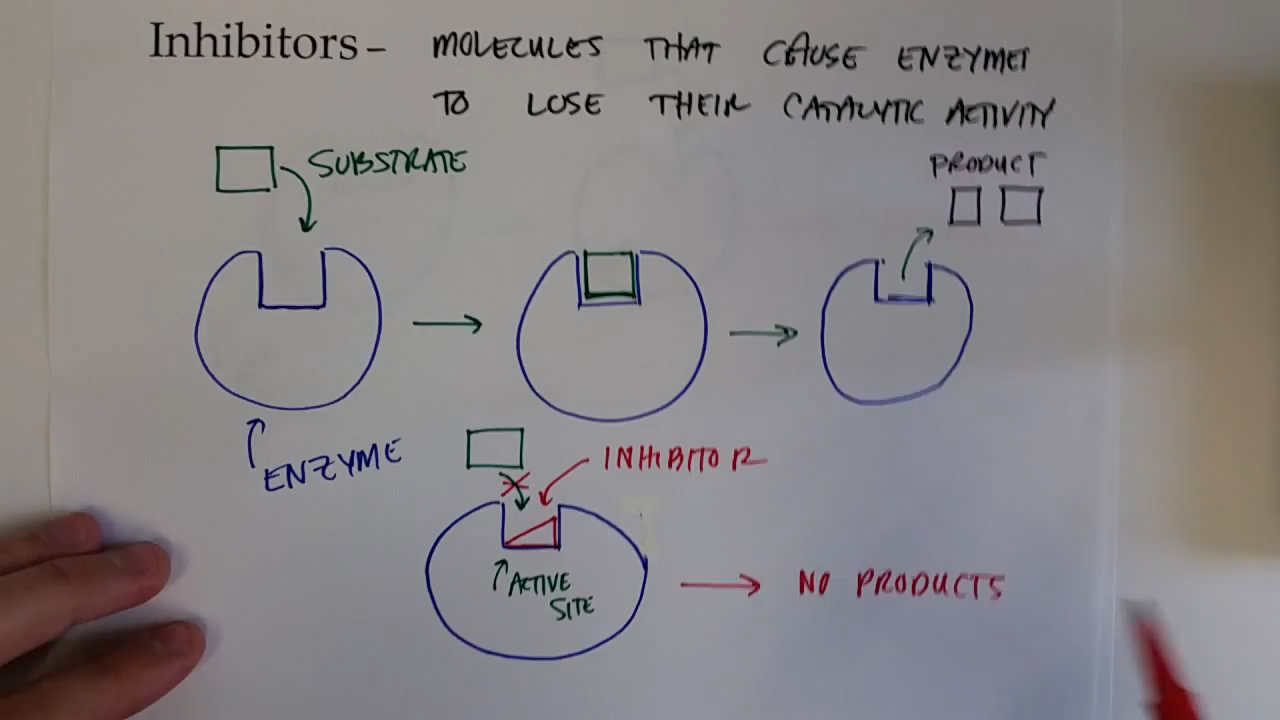 Inhibitors – MOLECULES THAT CAUSE ENZYMES
TO LOSE THEIR CATALYTIC ACTIVITY
SUBSTRATE
PRODUCT
ENZYME
INHIBITOR
ACTIVE
SITE
NO PRODUCTS